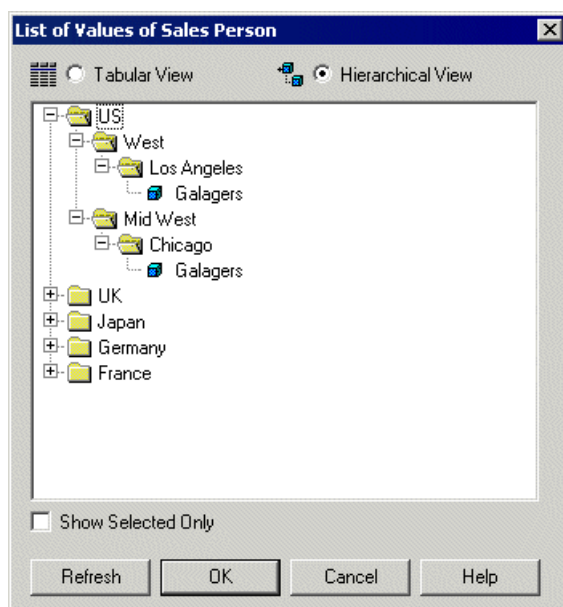 List of Values of Sales Person
Tabular View Hierarchical View
US
West
Los Angeles
Galagers
Mid West
Chicago
Galagers
UK
Japan
Germany
France
Show Selected Only
Refresh OK Cancel Help